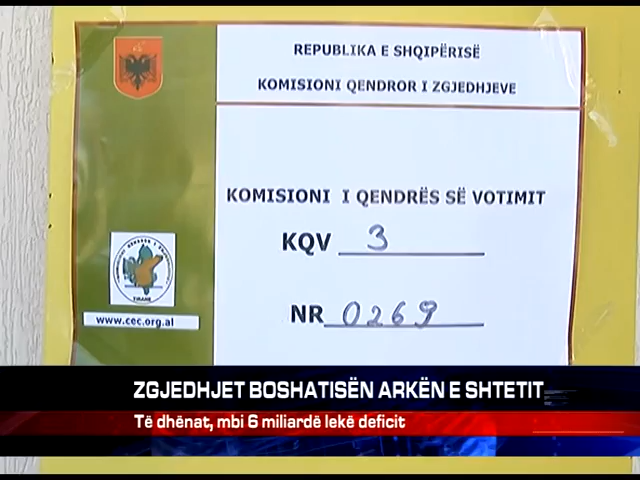 REPUBLIKA E SHQIPËRISË
KOMISIONI QENDROR I ZGJEDHJEVE
KOMISIONI I QENDRËS SË VOTIMIT
KQV 3
NR 0269
TIRANË
www.cec.org.al
ZGJEDHJET BOSHATISËN ARKËN E SHTETIT
Të dhënat, mbi 6 miliardë lekë deficit